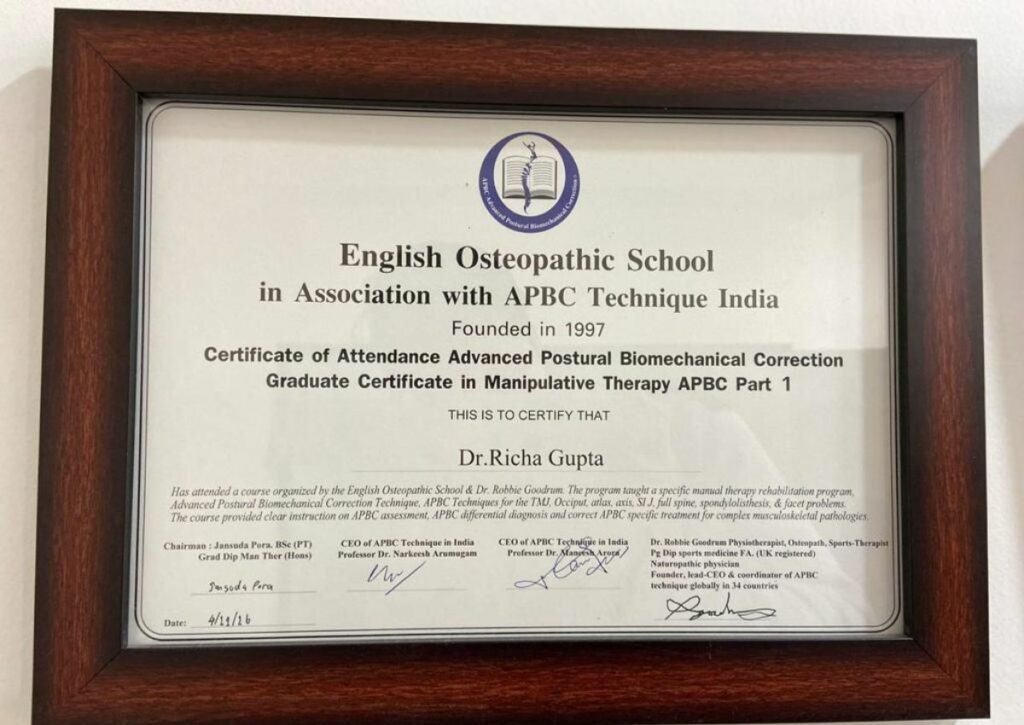 APBC Advanced Postural Biomechanical Correction
English Osteopathic School
in Association with APBC Technique India
Founded in 1997
Certificate of Attendance Advanced Postural Biomechanical Correction
Graduate Certificate in Manipulative Therapy APBC Part 1
THIS IS TO CERTIFY THAT
Dr.Richa Gupta
Has attended a course organized by the English Osteopathic School & Dr. Robbie Goodrum. The program taught a specific manual therapy rehabilitation program,
Advanced Postural Biomechanical Correction Technique, APBC Techniques for the TMJ, Occiput, atlas, axis, SI J, full spine, spondylolisthesis, & facet problems.
The course provided clear instruction on APBC assessment, APBC differential diagnosis and correct APBC specific treatment for complex musculoskeletal pathologies.
Chairman : Jansuda Pora. BSc (PT)
Grad Dip Man Ther (Hons)
Jansuda Pora
Date: 4/11/16
CEO of APBC Technique in India
Professor Dr. Narkeesh Arumugam
CEO of APBC Technique in India
Professor Dr. Maneesh Arora
Dr. Robbie Goodrum Physiotherapist, Osteopath, Sports-Therapist
Pg Dip sports medicine FA. (UK registered)
Naturopathic physician
Founder, lead-CEO & coordinator of APBC
technique globally in 34 countries